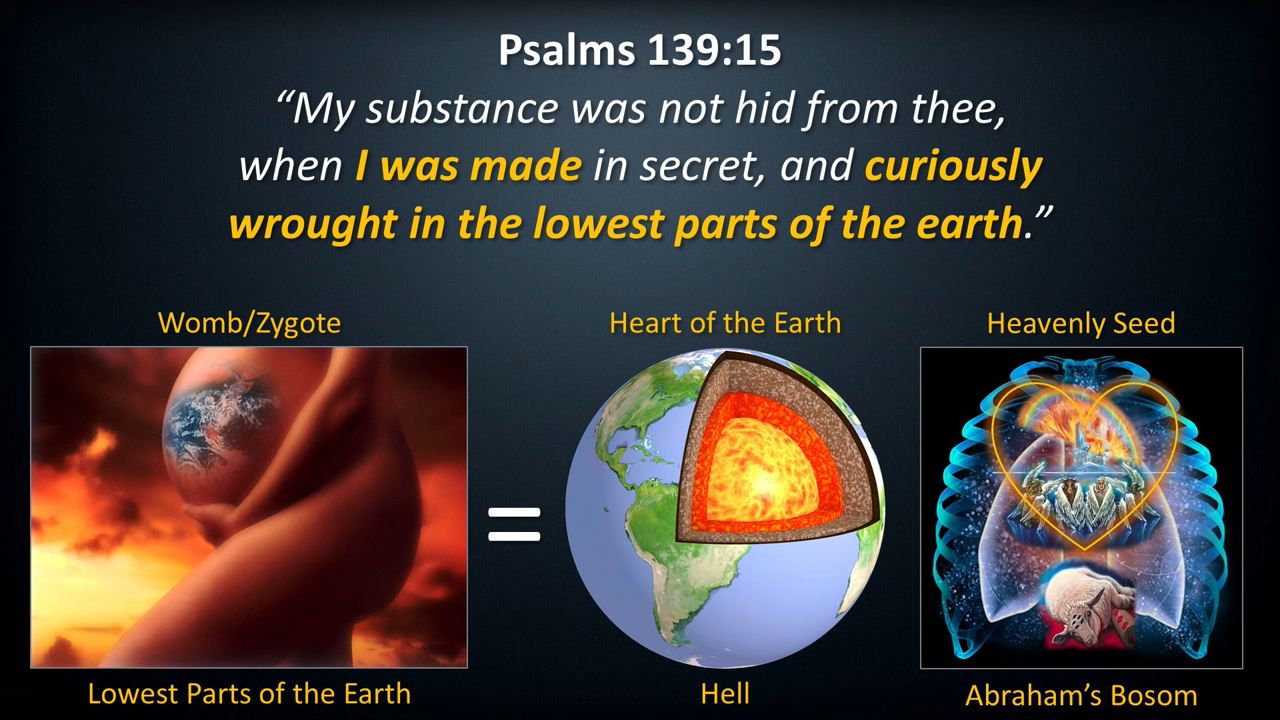 Psalms 139:15
“My substance was not hid from thee,
when I was made in secret, and curiously
wrought in the lowest parts of the earth.”
Womb/Zygote
Heart of the Earth
Heavenly Seed
=
Lowest Parts of the Earth
Hell
Abraham’s Bosom